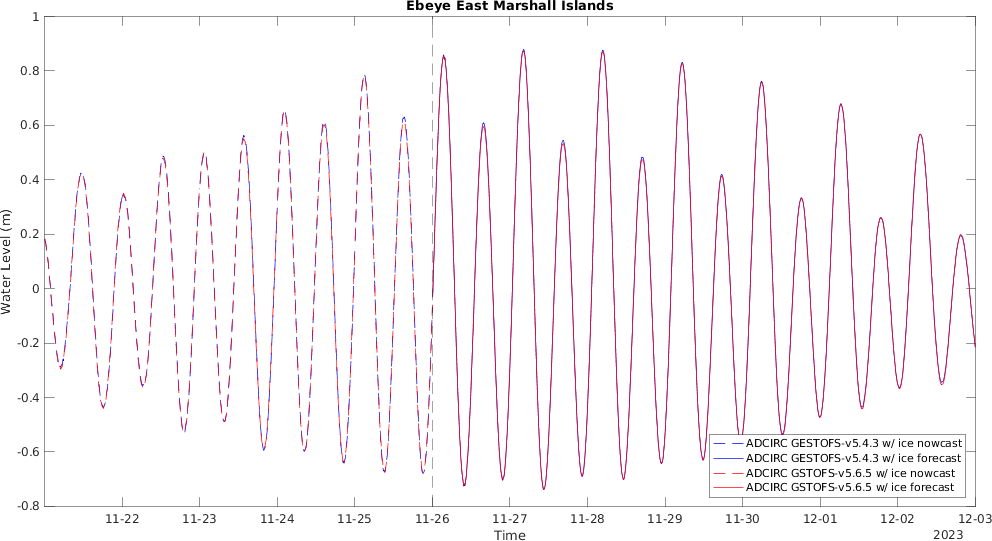 Ebeye East Marshall Islands
Water Level (m)
1
0.8
0.6
0.4
0.2
0
-0.2
-0.4
-0.6
-0.8
ADCIRC GESTOFS-v5.4.3 w/ ice nowcast
ADCIRC GESTOFS-v5.4.3 w/ ice forecast
ADCIRC GSTOFS-v5.6.5 w/ ice nowcast
ADCIRC GSTOFS-v5.6.5 w/ ice forecast
11-22 11-23 11-24 11-25 11-26 11-27 11-28 11-29 11-30 12-01 12-02 12-03
Time
2023